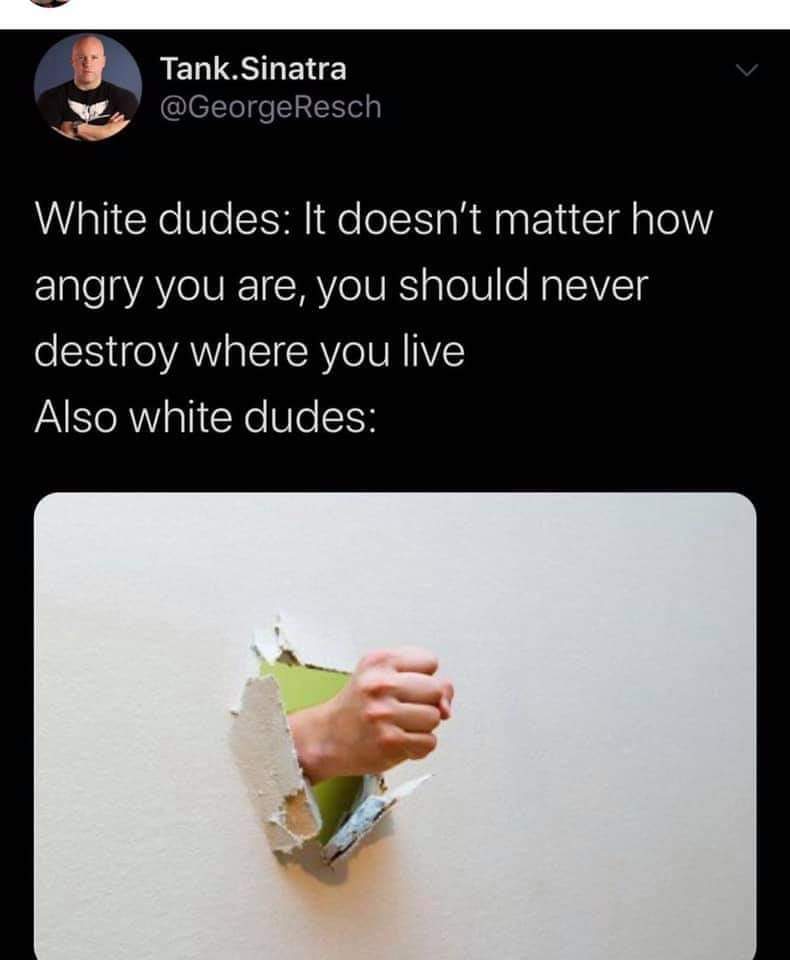 Tank.Sinatra
@GeorgeResch
White dudes: It doesn’t matter how
angry you are, you should never
destroy where you live
Also white dudes: